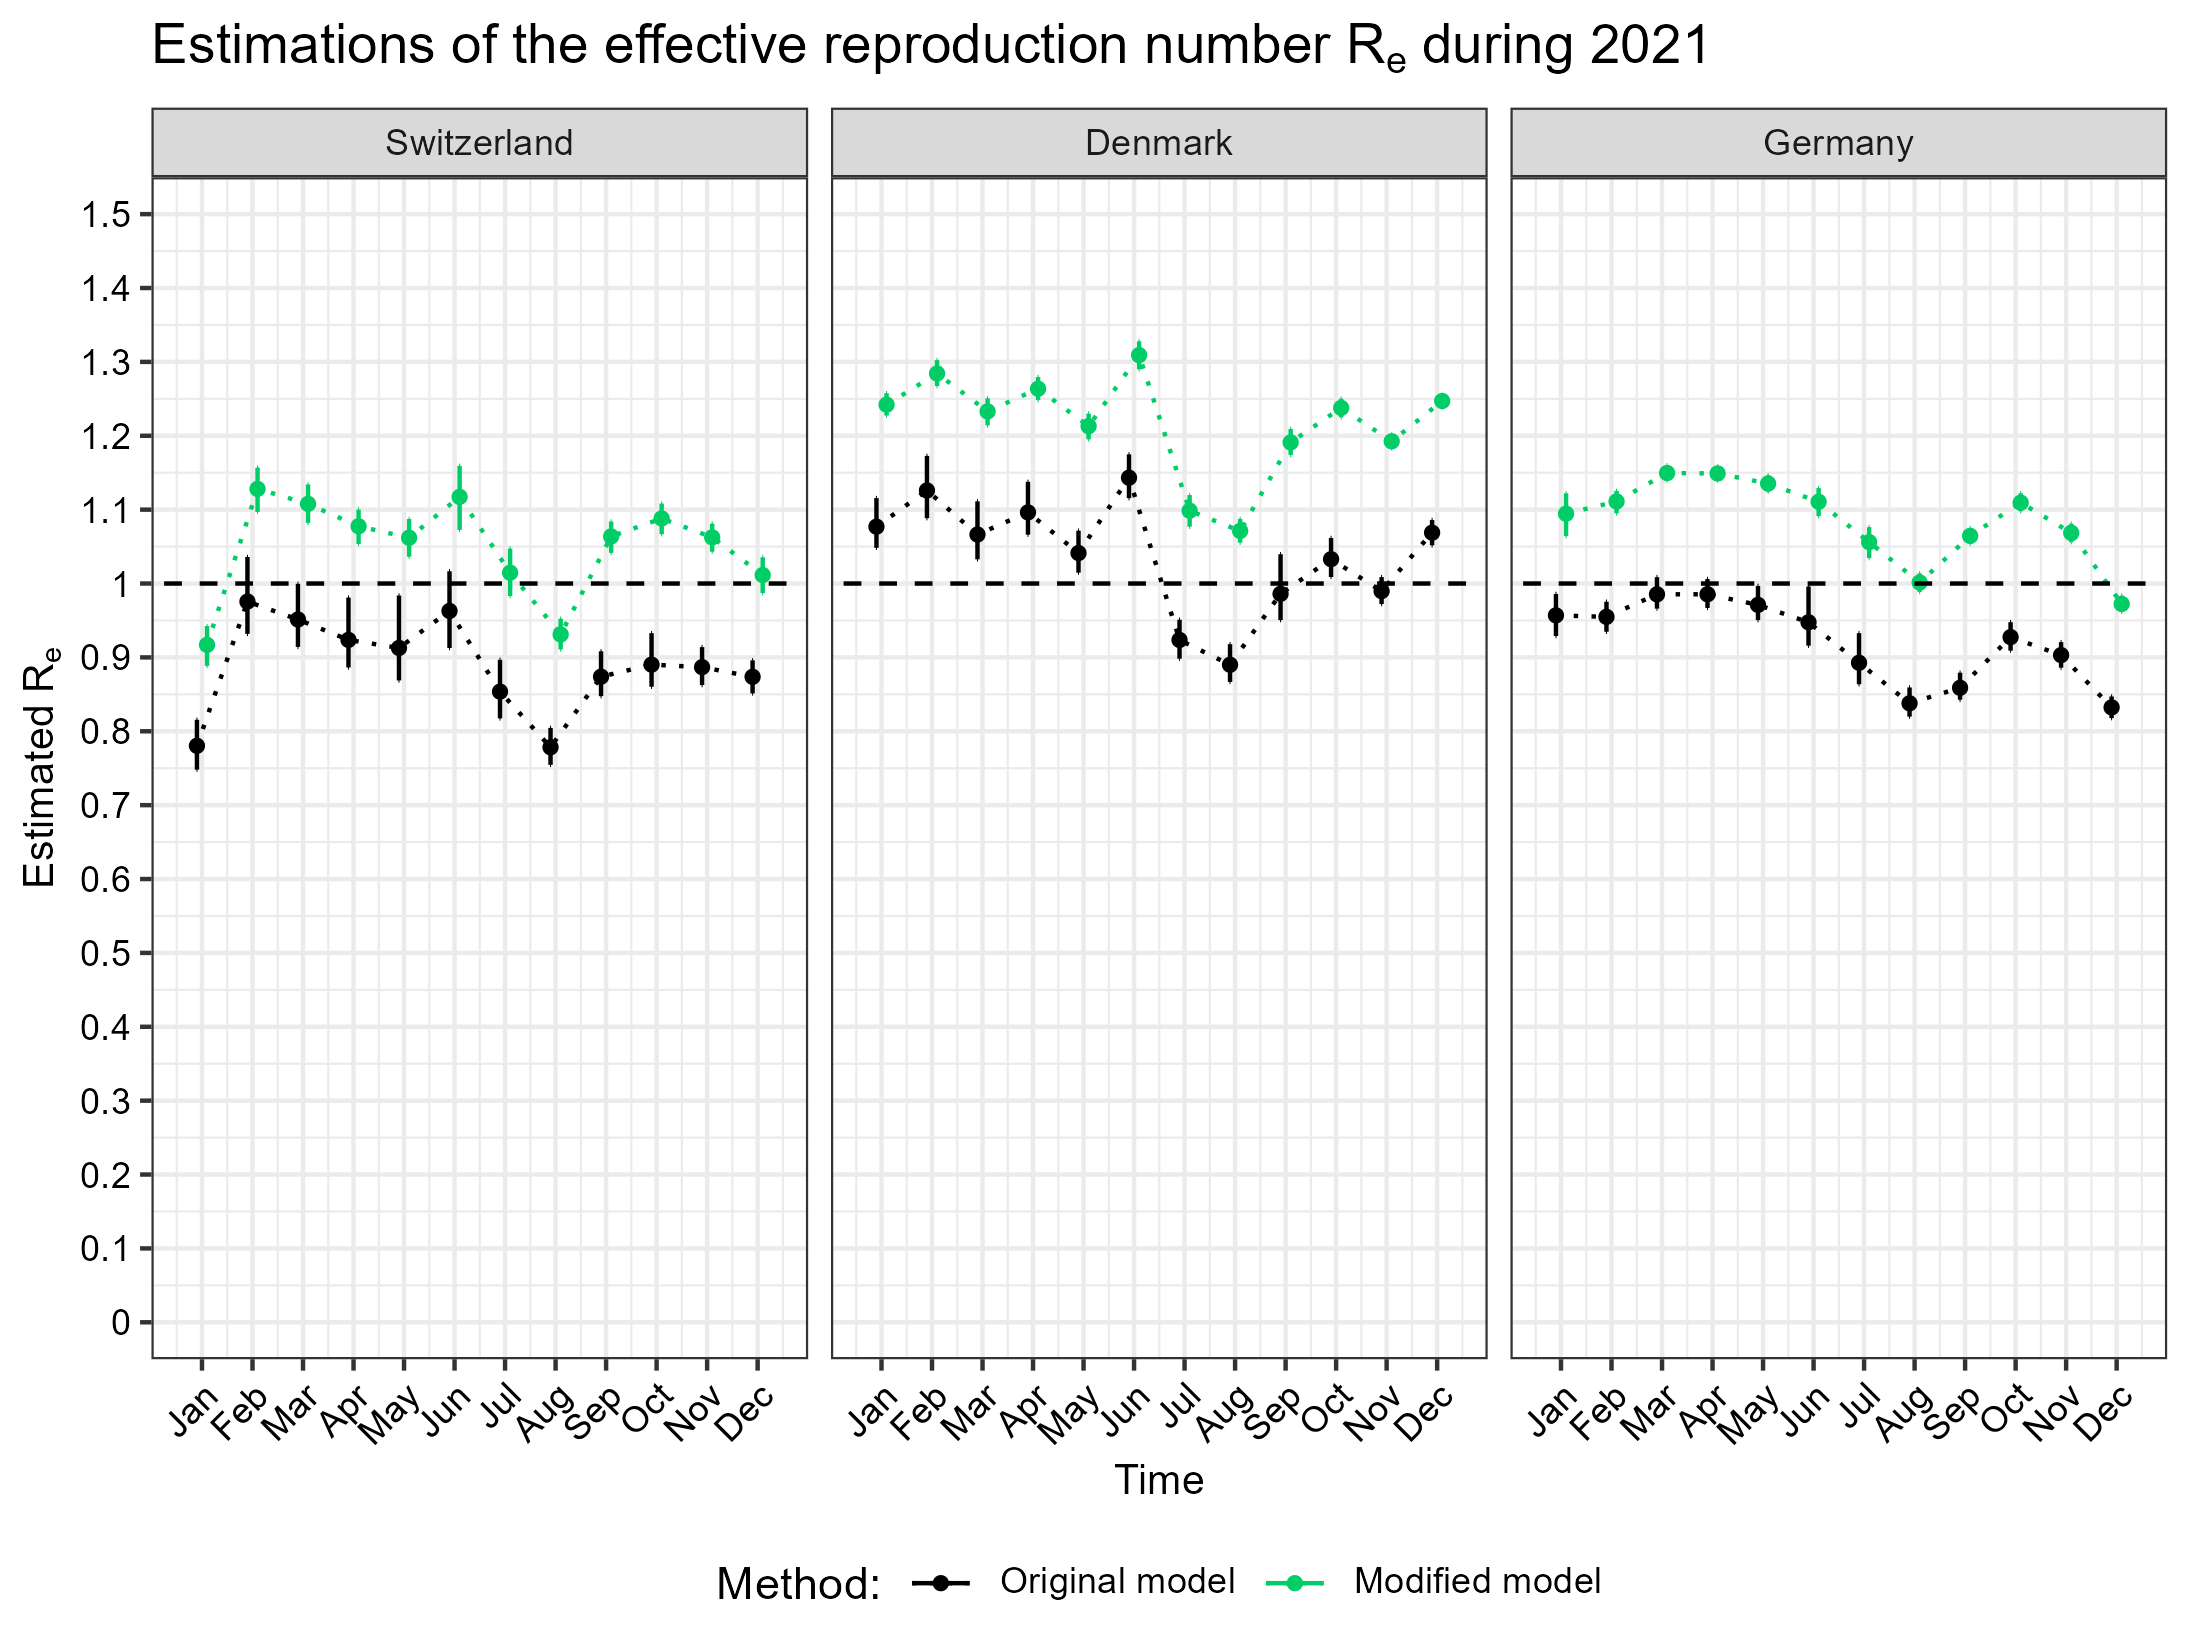 Estimations of the effective reproduction number Re during 2021
Switzerland
Denmark
Germany
Estimated Re
1.5
1.4
1.3
1.2
1.1
1
0.9
0.8
0.7
0.6
0.5
0.4
0.3
0.2
0.1
0
Jan Feb Mar Apr May Jun Jul Aug Sep Oct Nov Dec
Jan Feb Mar Apr May Jun Jul Aug Sep Oct Nov Dec
Jan Feb Mar Apr May Jun Jul Aug Sep Oct Nov Dec
Time
Method: Original model Modified model